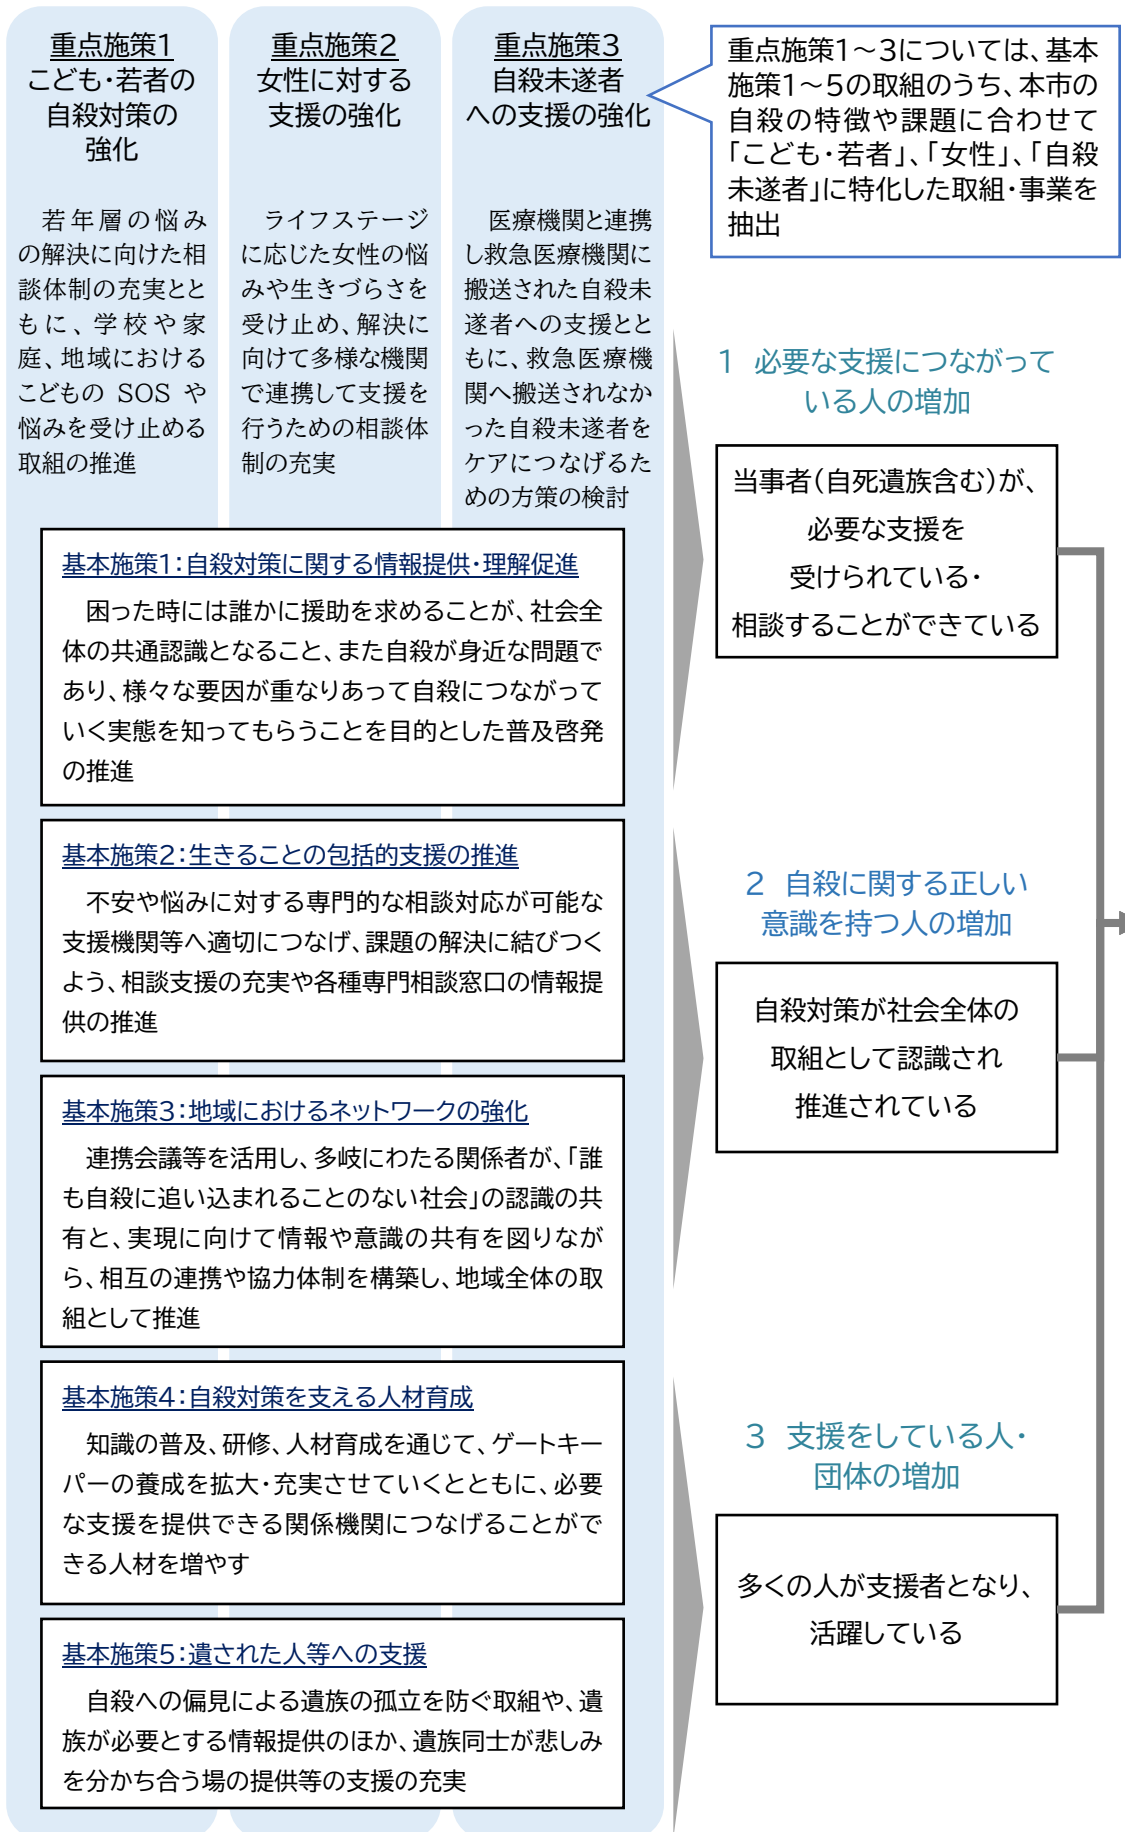 重点施策1
こども・若者の
自殺対策の
強化
若年層の悩み
の解決に向けた相
談体制の充実とと
もに、学校や家
庭、地域における
こどもの SOS や
悩みを受け止める
取組の推進
重点施策2
女性に対する
支援の強化
ライフステージ
に応じた女性の悩
みや生きづらさを
受け止め、解決に
向けて多様な機関
で連携して支援を
行うための相談体
制の充実
重点施策3
自殺未遂者
への支援の強化
医療機関と連携
し救急医療機関に
搬送された自殺未
遂者への支援とと
もに、救急医療機
関へ搬送されなか
った自殺未遂者を
ケアにつなげるた
めの方策の検討
重点施策1~3については、基本
施策1~5の取組のうち、本市の
自殺の特徴や課題に合わせて
「こども・若者」、「女性」、「自殺
未遂者」に特化した取組・事業を
抽出
基本施策1:自殺対策に関する情報提供・理解促進
困った時には誰かに援助を求めることが、社会全
体の共通認識となること、また自殺が身近な問題で
あり、様々な要因が重なりあって自殺につながって
いく実態を知ってもらうことを目的とした普及啓発
の推進
基本施策2:生きることの包括的支援の推進
不安や悩みに対する専門的な相談対応が可能な
支援機関等へ適切につなげ、課題の解決に結びつく
よう、相談支援の充実や各種専門相談窓口の情報提
供の推進
基本施策3:地域におけるネットワークの強化
連携会議等を活用し、多岐にわたる関係者が、「誰
も自殺に追い込まれることのない社会」の認識の共
有と、実現に向けて情報や意識の共有を図りなが
ら、相互の連携や協力体制を構築し、地域全体の取
組として推進
基本施策4:自殺対策を支える人材育成
知識の普及、研修、人材育成を通じて、ゲートキー
パーの養成を拡大・充実させていくとともに、必要
な支援を提供できる関係機関につなげることがで
きる人材を増やす
基本施策5:遺された人等への支援
自殺への偏見による遺族の孤立を防ぐ取組や、遺
族が必要とする情報提供のほか、遺族同士が悲しみ
を分かち合う場の提供等の支援の充実
1 必要な支援につながって
いる人の増加
当事者(自死遺族含む)が、
必要な支援を
受けられている・
相談することができている
2 自殺に関する正しい
意識を持つ人の増加
自殺対策が社会全体の
取組として認識され
推進されている
3 支援をしている人・
団体の増加
多くの人が支援者となり、
活躍している